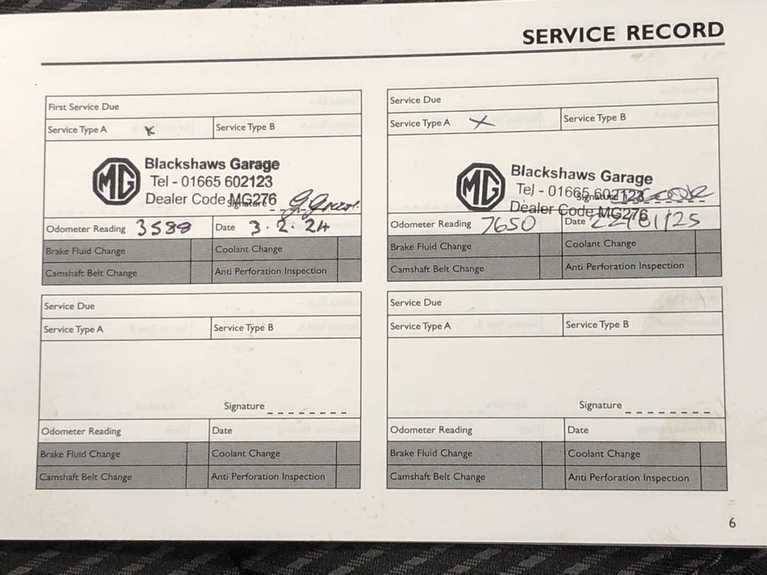 SERVICE RECORD
First Service Due
Service Type A x Service Type B
MG
Blackshaws Garage
Tel - 01665 602123
Dealer Code MG276
Signature
Odometer Reading 3588 Date 3.2.24
Brake Fluid Change Coolant Change
Camshaft Belt Change Anti Perforation Inspection
Service Due
Service Type A X Service Type B
MG
Blackshaws Garage
Tel - 01665 602123
Signature
Dealer Code MG276
Odometer Reading 7650 Date 22/01/25
Brake Fluid Change Coolant Change
Camshaft Belt Change Anti Perforation Inspection
Service Due
Service Type A Service Type B
Signature
Odometer Reading Date
Brake Fluid Change Coolant Change
Camshaft Belt Change Anti Perforation Inspection
Service Due
Service Type A Service Type B
Signature
Odometer Reading Date
Brake Fluid Change Coolant Change
Camshaft Belt Change Anti Perforation Inspection
6